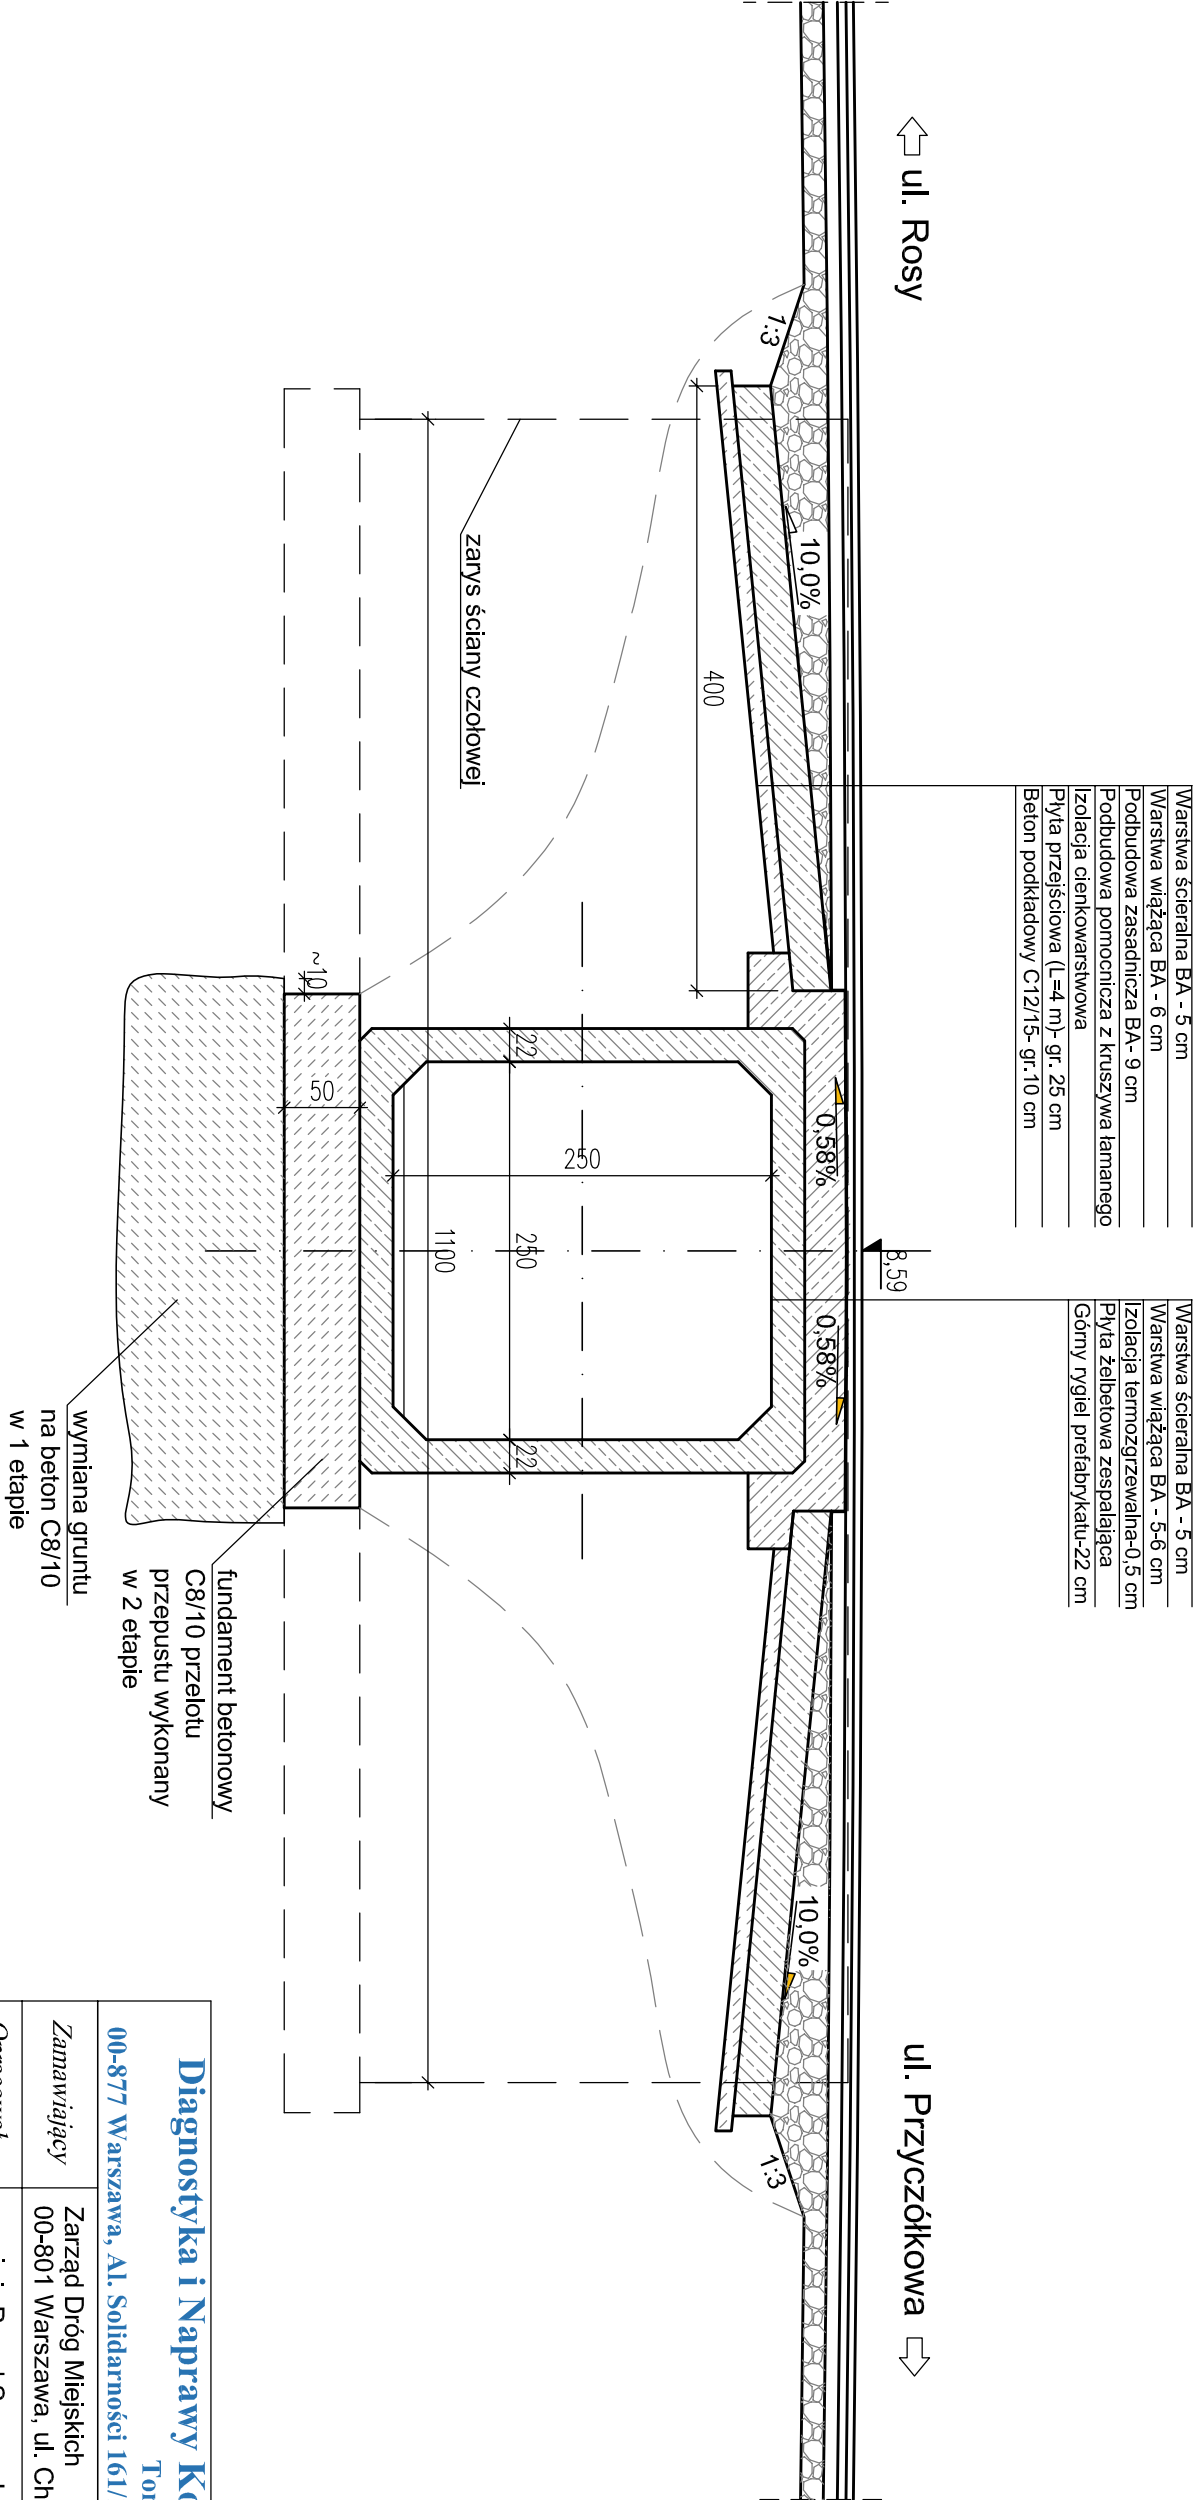 ul. Rosy
ul. Przyczółkowa
Warstwa ścieralna BA - 5 cm
Warstwa wiążąca BA - 6 cm
Podbudowa zasadnicza BA- 9 cm
Podbudowa pomocnicza z kruszywa łamanego
Izolacja cienkowarstwowa
Płyta przejściowa (L=4 m)- gr. 25 cm
Beton podkładowy C12/15- gr.10 cm
Warstwa ścieralna BA - 5 cm
Warstwa wiążąca BA - 5-6 cm
Izolacja termozgrzewalna-0,5 cm
Płyta żelbetowa zespalająca
Górny rygiel prefabrykatu-22 cm
8,59
1:3
10,0%
0,58%
0,58%
10,0%
1:3
400
250
22
250
22
zarys ściany czołowej
1100
50
~10
fundament betonowy
C8/10 przelotu
przepustu wykonany
w 2 etapie
wymiana gruntu
na beton C8/10
w 1 etapie
Diagnostyka i Naprawy
00-877 Warszawa, Al. Solidarności 161/
Zamawiający
Zarząd Dróg Miejskich
00-801 Warszawa, ul.